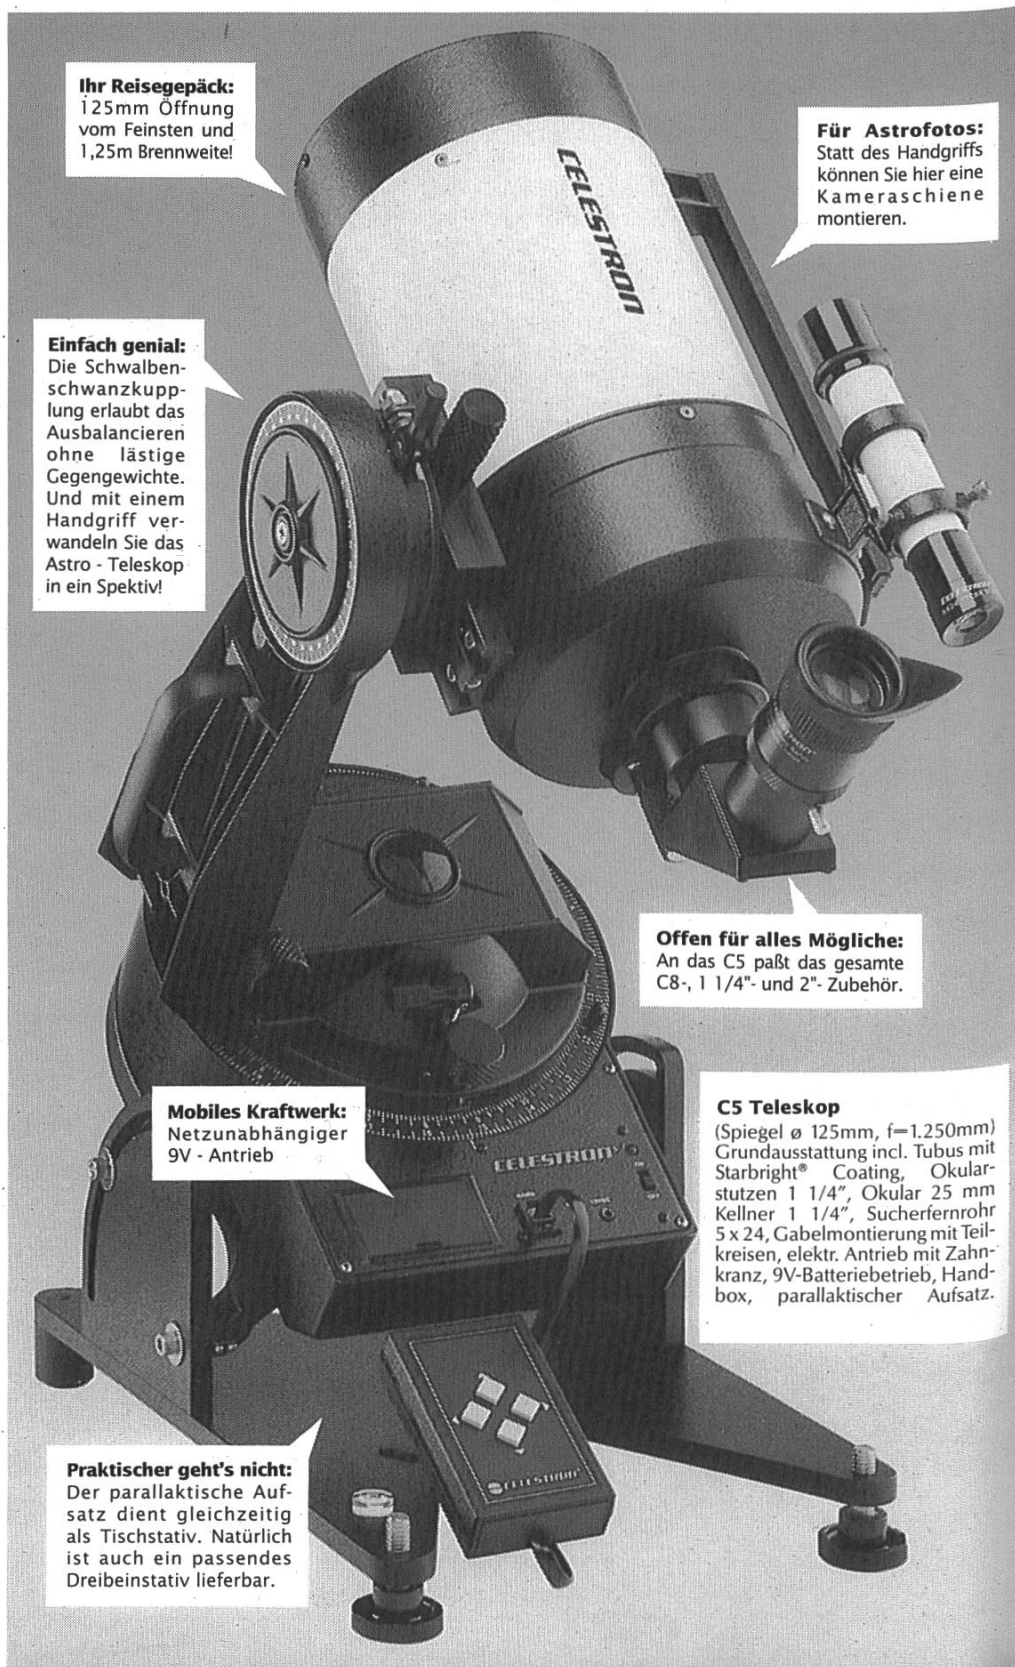 Ihr Reisegepäck:
125mm Öffnung
vom Feinsten und
1,25m Brennweite!
CELESTRON
Für Astrofotos:
Statt des Handgriffs
können Sie hier eine
Kameraschiene
montieren.
Einfach genial:
Die Schwalben-
schwanzkupp-
lung erlaubt das
Ausbalancieren
ohne lästige
Gegengewichte.
Und mit einem
Handgriff ver-
wandeln Sie das
Astro - Teleskop
in ein Spektiv!
CELESTRON
Offen für alles Mögliche:
An das C5 paßt das gesamte
C8-, 1 1/4"- und 2"- Zubehör.
Mobiles Kraftwerk:
Netzunabhängiger
9V - Antrieb
CELESTRON
ON
OFF
C5 Teleskop
(Spiegel ø 125mm, f=1.250mm)
Grundausstattung incl. Tubus mit
Starbright® Coating, Okular-
stutzen 1 1/4", Okular 25 mm
Kellner 1 1/4", Sucherfernrohr
5 x 24, Gabelmontierung mit Teil-
kreisen, elektr. Antrieb mit Zahn-
kranz, 9V-Batteriebetrieb, Hand-
box, parallaktischer Aufsatz.
CELESTRON
Praktischer geht's nicht:
Der parallaktische Auf-
satz dient gleichzeitig
als Tischstativ. Natürlich
ist auch ein passendes
Dreibeinstativ lieferbar.